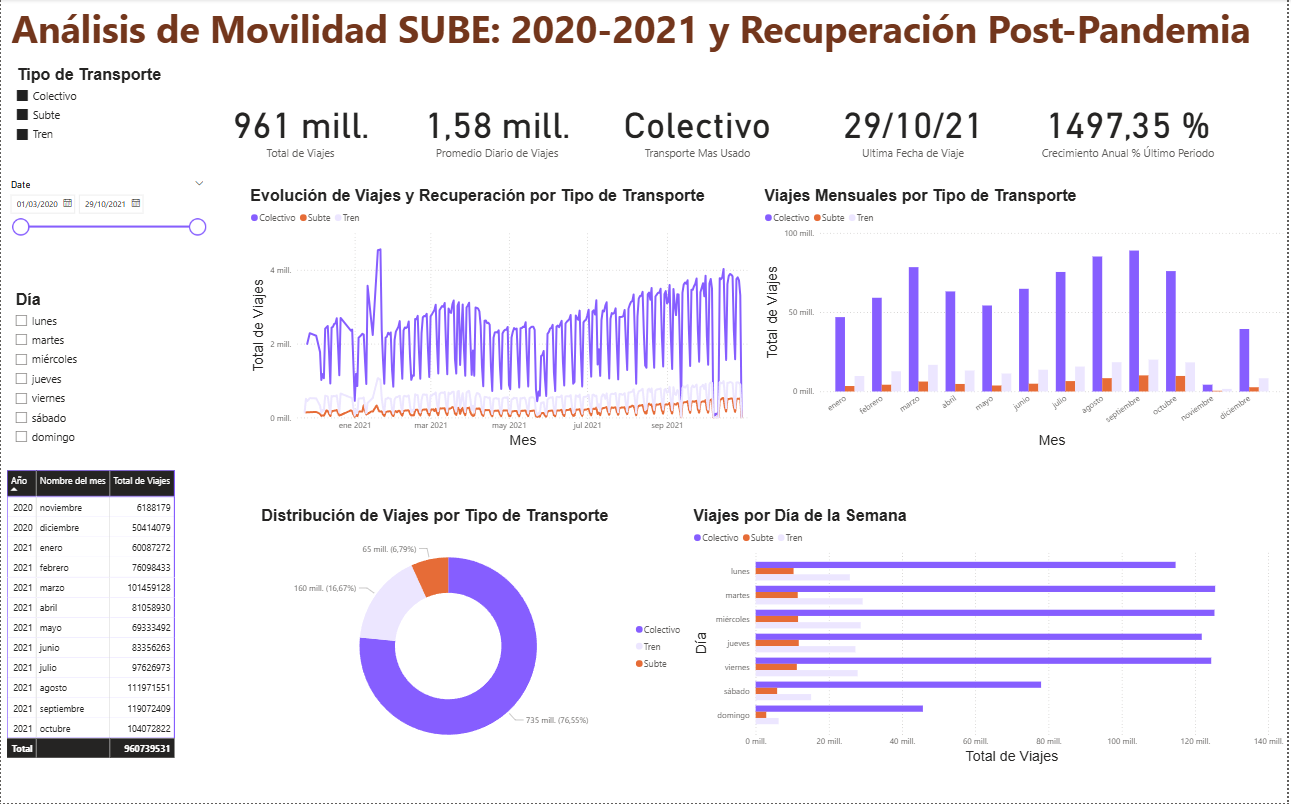 Análisis de Movilidad SUBE: 2020-2021 y Recuperación Post-Pandemia
Tipo de Transporte
Colectivo
Subte
Tren
961 mill.
Total de Viajes
1,58 mill.
Promedio Diario de Viajes
Colectivo
Transporte Mas Usado
29/10/21
Ultima Fecha de Viaje
1497,35 %
Crecimiento Anual % Último Periodo
Date
01/03/2020 29/10/2021
Día
lunes
martes
miércoles
jueves
viernes
sábado
domingo
Año Nombre del mes Total de Viajes
2020 noviembre 6188179
2020 diciembre 50414079
2021 enero 60087272
2021 febrero 76098433
2021 marzo 101459128
2021 abril 81058930
2021 mayo 69333492
2021 junio 83356263
2021 julio 97626973
2021 agosto 111971551
2021 septiembre 119072409
2021 octubre 104072822
Total 960739531
Evolución de Viajes y Recuperación por Tipo de Transporte
Colectivo Subte Tren
Total de Viajes
4 mill.
2 mill.
0 mill.
ene 2021 mar 2021 may 2021 jul 2021 sep 2021
Mes
Viajes Mensuales por Tipo de Transporte
Colectivo Subte Tren
Total de Viajes
100 mill.
50 mill.
0 mill.
enero febrero marzo abril mayo junio julio agosto septiembre octubre noviembre diciembre
Mes
Distribución de Viajes por Tipo de Transporte
65 mill. (6,79%)
160 mill. (16,67%)
735 mill. (76,55%)
Colectivo
Tren
Subte
Viajes por Día de la Semana
Colectivo Subte Tren
Día
lunes
martes
miércoles
jueves
viernes
sábado
domingo
0 mill. 20 mill. 40 mill. 60 mill. 80 mill. 100 mill. 120 mill. 140 mill.
Total de Viajes